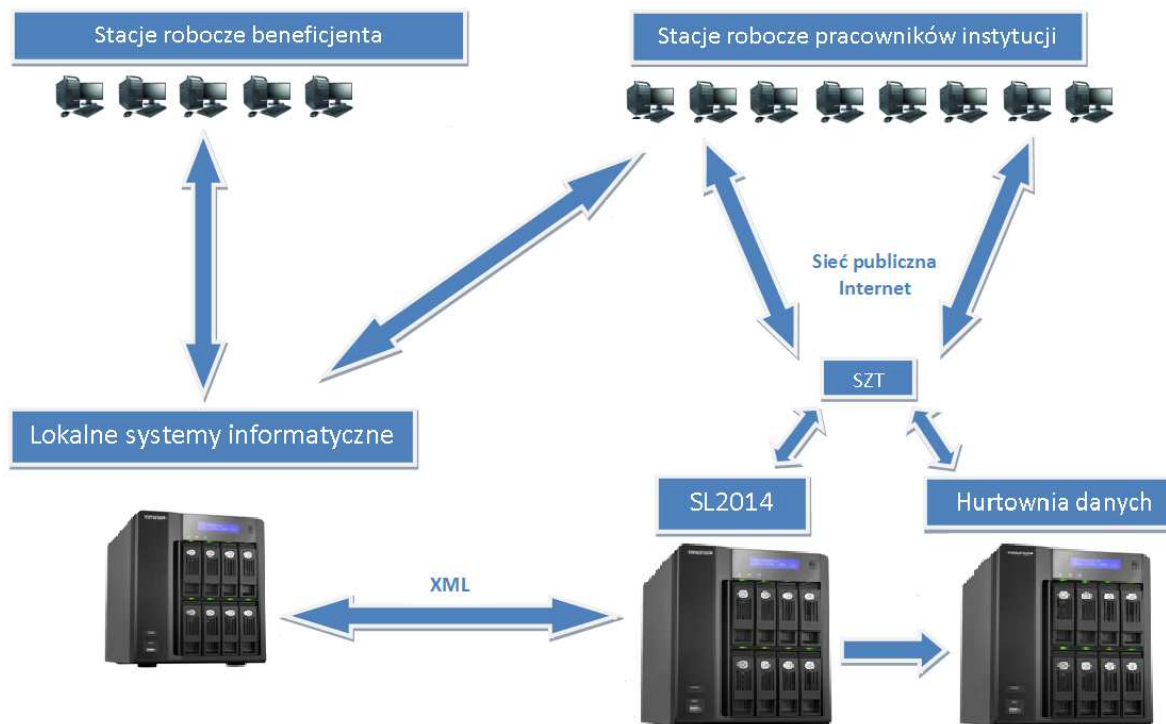 Stacje robocze beneficjenta
Stacje robocze pracowników instytucji
Sieć publiczna
Internet
SZT
Lokalne systemy informatyczne
SL2014
Hurtownia danych
XML